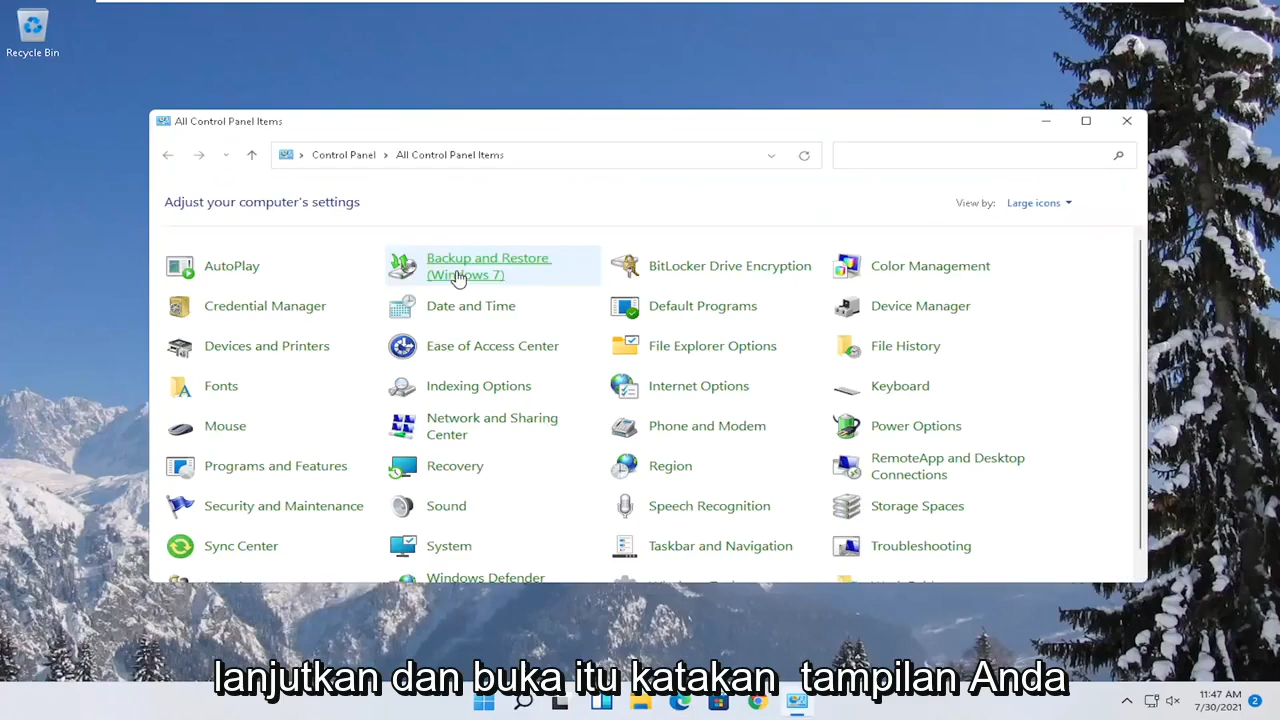 Recycle Bin
All Control Panel Items
Control Panel > All Control Panel Items
Adjust your computer's settings
View by: Large icons
AutoPlay
Backup and Restore
(Windows 7)
BitLocker Drive Encryption
Color Management
Credential Manager
Date and Time
Default Programs
Device Manager
Devices and Printers
Ease of Access Center
File Explorer Options
File History
Fonts
Indexing Options
Internet Options
Keyboard
Mouse
Network and Sharing
Center
Phone and Modem
Power Options
Programs and Features
Recovery
Region
RemoteApp and Desktop
Connections
Security and Maintenance
Sound
Speech Recognition
Storage Spaces
Sync Center
System
Taskbar and Navigation
Troubleshooting
Windows Defender
lanjutkan dan buka itu katakan tampilan Anda
11:47 AM
7/30/2021
2